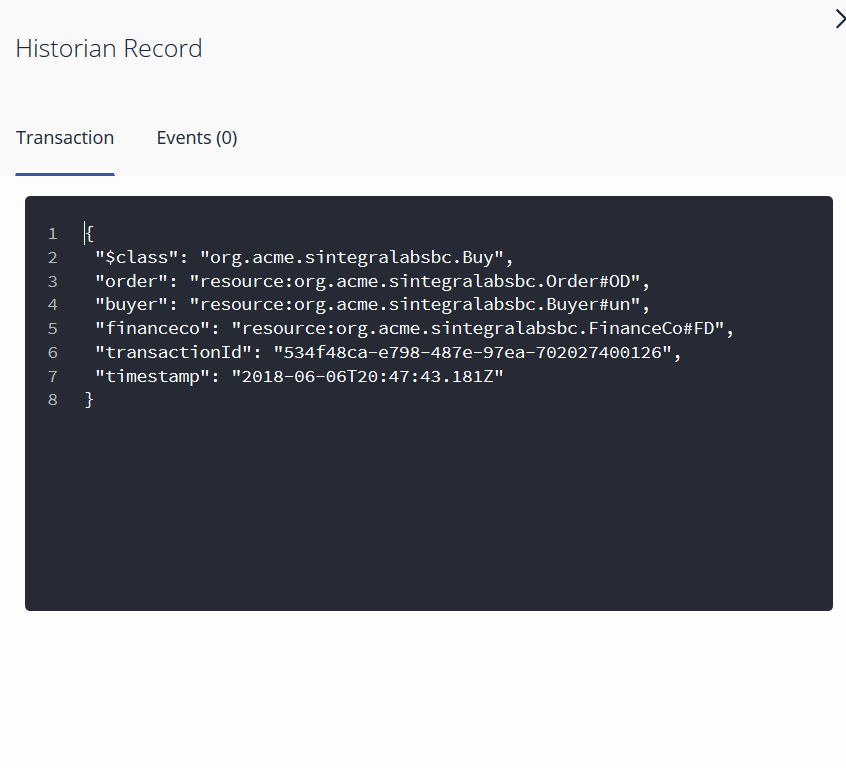 Historian Record
Transaction Events (0)
1 {
2 "$class": "org.acme.sintegralabsbc.Buy",
3 "order": "resource:org.acme.sintegralabsbc.Order#OD",
4 "buyer": "resource:org.acme.sintegralabsbc.Buyer#un",
5 "financeco": "resource:org.acme.sintegralabsbc.FinanceCo#FD",
6 "transactionId": "534f48ca-e798-487e-97ea-702027400126",
7 "timestamp": "2018-06-06T20:47:43.181Z"
8 }